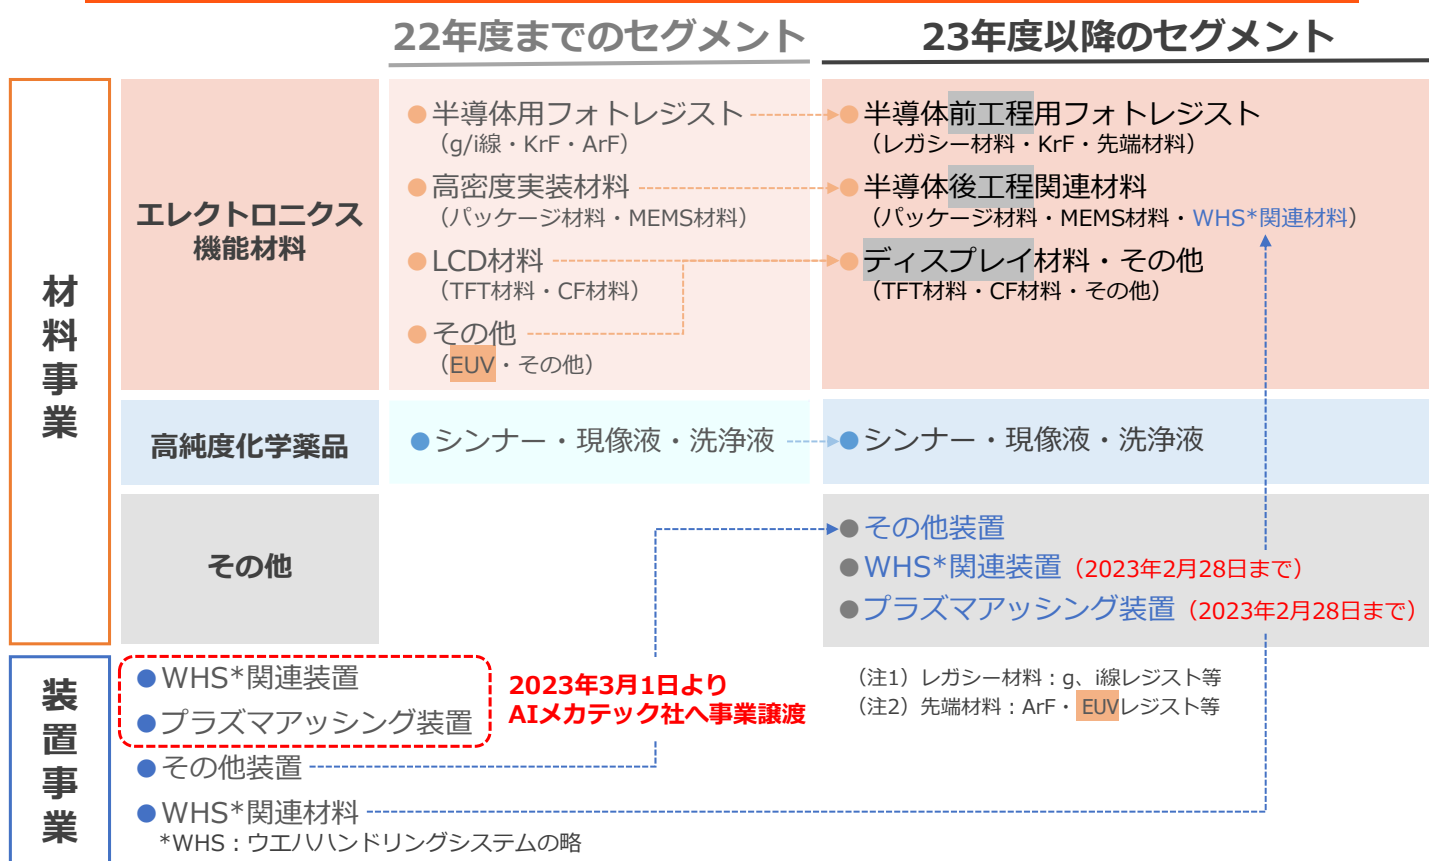 22年度までのセグメント
23年度以降のセグメント
材料事業
エレクトロニクス
機能材料
●半導体用フォトレジスト
（g/i線・KrF・ArF）
●高密度実装材料
（パッケージ材料・MEMS材料）
●LCD材料
（TFT材料・CF材料）
●その他
（EUV・その他）
●半導体前工程用フォトレジスト
（レガシー材料・KrF・先端材料）
●半導体後工程関連材料
（パッケージ材料・MEMS材料・WHS*関連材料）
●ディスプレイ材料・その他
（TFT材料・CF材料・その他）
高純度化学薬品
●シンナー・現像液・洗浄液
●シンナー・現像液・洗浄液
その他
●その他装置
●WHS*関連装置（2023年2月28日まで）
●プラズマアッシング装置（2023年2月28日まで）
装置事業
●WHS*関連装置
●プラズマアッシング装置
●その他装置
●WHS*関連材料
*WHS：ウエハハンドリングシステムの略
2023年3月1日より
AIメカテック社へ事業譲渡
（注1）レガシー材料：g、i線レジスト等
（注2）先端材料：ArF・EUVレジスト等